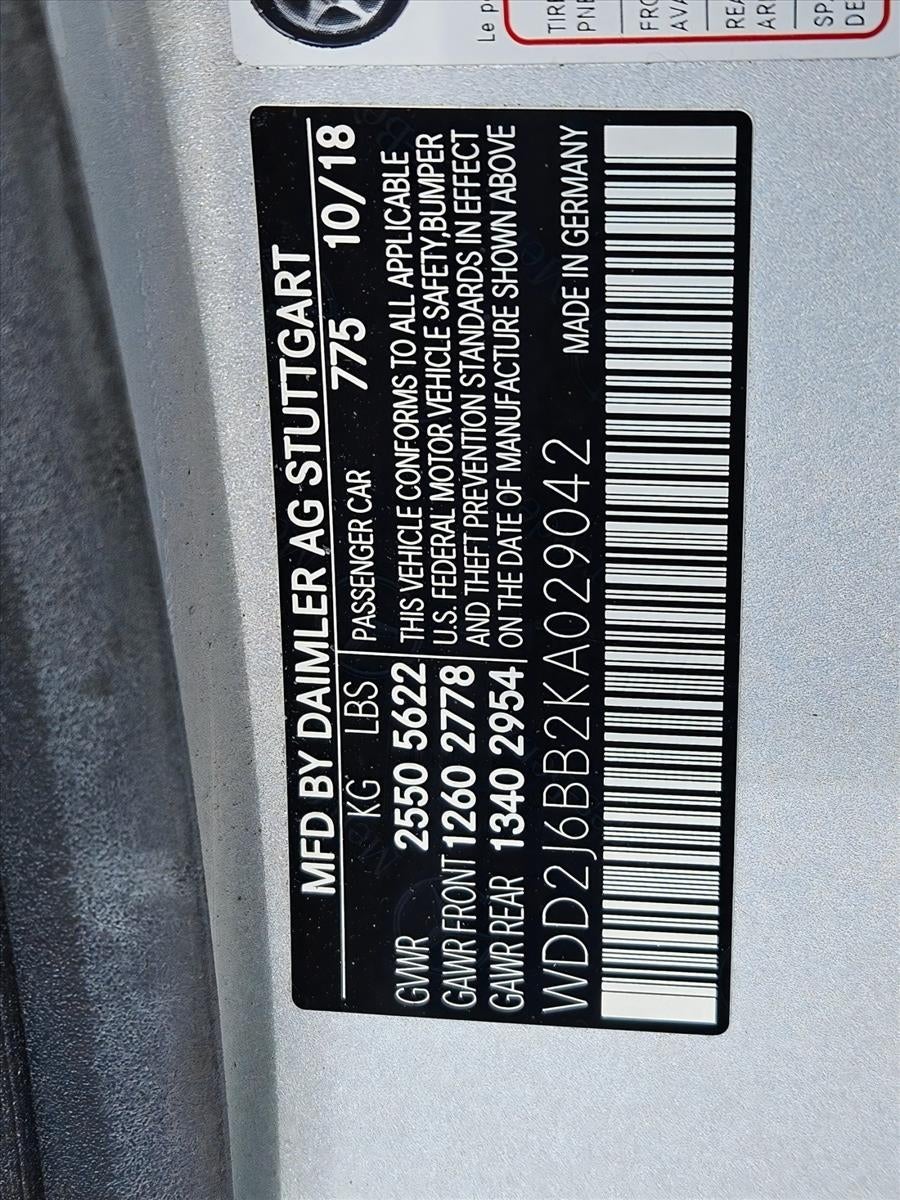 MFD BY DAIMLER AG STUTTGART
KG LBS PASSENGER CAR 775 10/18
GVWR 2550 5622
GAWR FRONT 1260 2778
GAWR REAR 1340 2954
THIS VEHICLE CONFORMS TO ALL APPLICABLE
U.S. FEDERAL MOTOR VEHICLE SAFETY,BUMPER
AND THEFT PREVENTION STANDARDS IN EFFECT
ON THE DATE OF MANUFACTURE SHOWN ABOVE
WDD2J6BB2KA029042 MADE IN GERMANY
Le